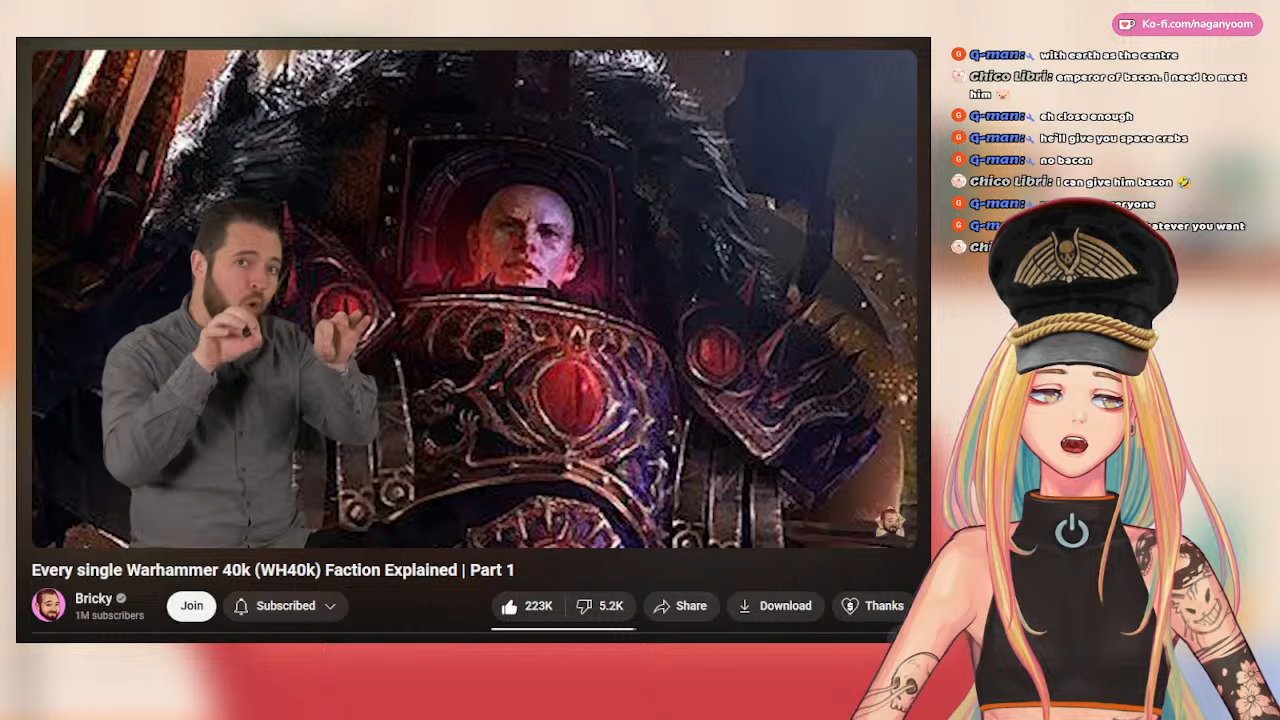 Ko-fi.com/naganyoom
G-man: with earth as the centre
Chico Libri: emperor of bacon. I need to meet
him
G-man: eh close enough
G-man: he'll give you space crabs
G-man: no bacon
Chico Libri: I can give him bacon 🤣
G-man: eryone
G-m atever you want
Chi
Every single Warhammer 40k (WH40k) Faction Explained | Part 1
Bricky
1M subscribers
Join
Subscribed
223K
5.2K
Share
Download
Thanks